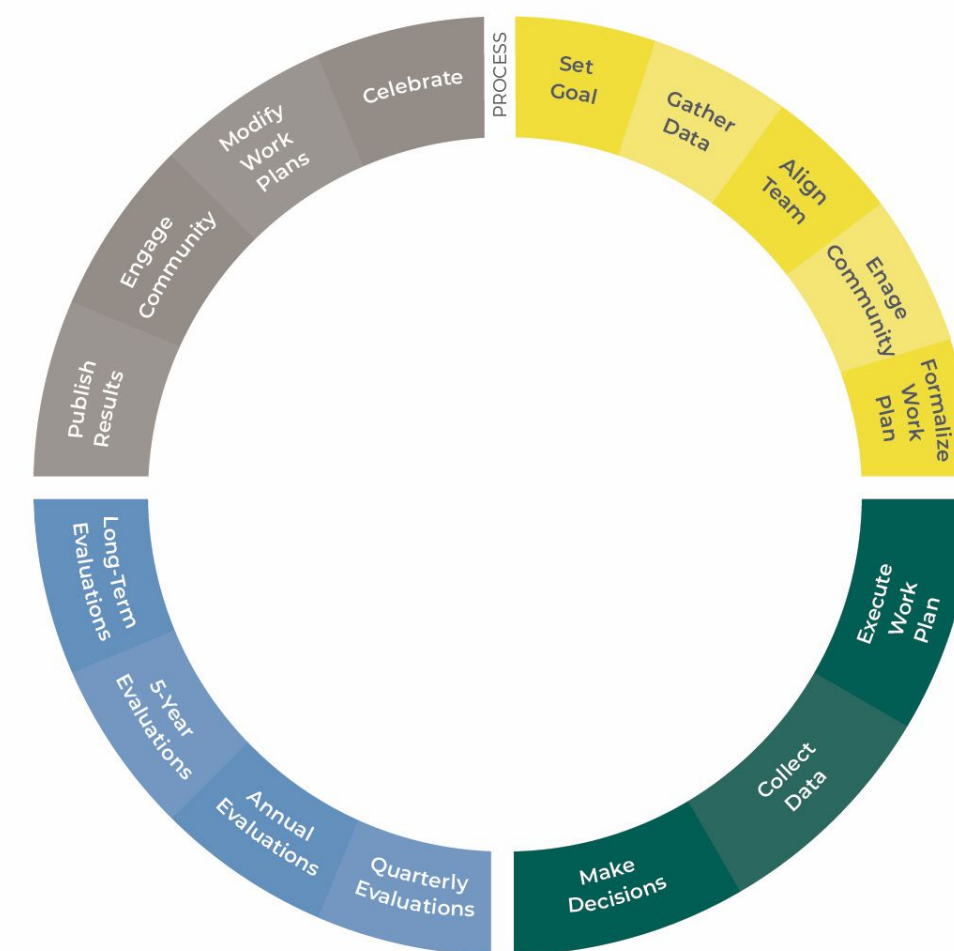 PROCESS
Set
Goal
Gather
Data
Align
Team
Enage
Community
Formalize
Work
Plan
Execute
Work
Plan
Collect
Data
Make
Decisions
Quarterly
Evaluations
Annual
Evaluations
5-Year
Evaluations
Long-Term
Evaluations
Publish
Results
Engage
Community
Modify
Work
Plans
Celebrate